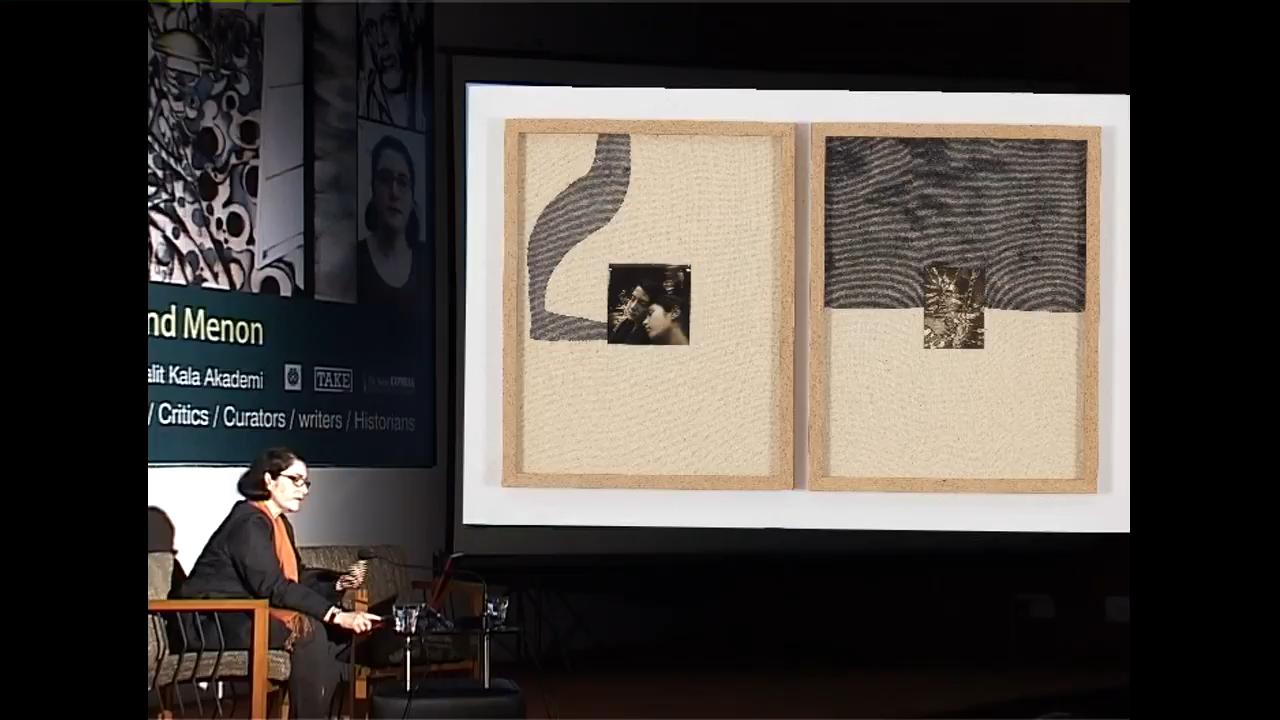 nd Menon
alit Kala Akademi
TAKE
/ Critics / Curators / writers / Historians